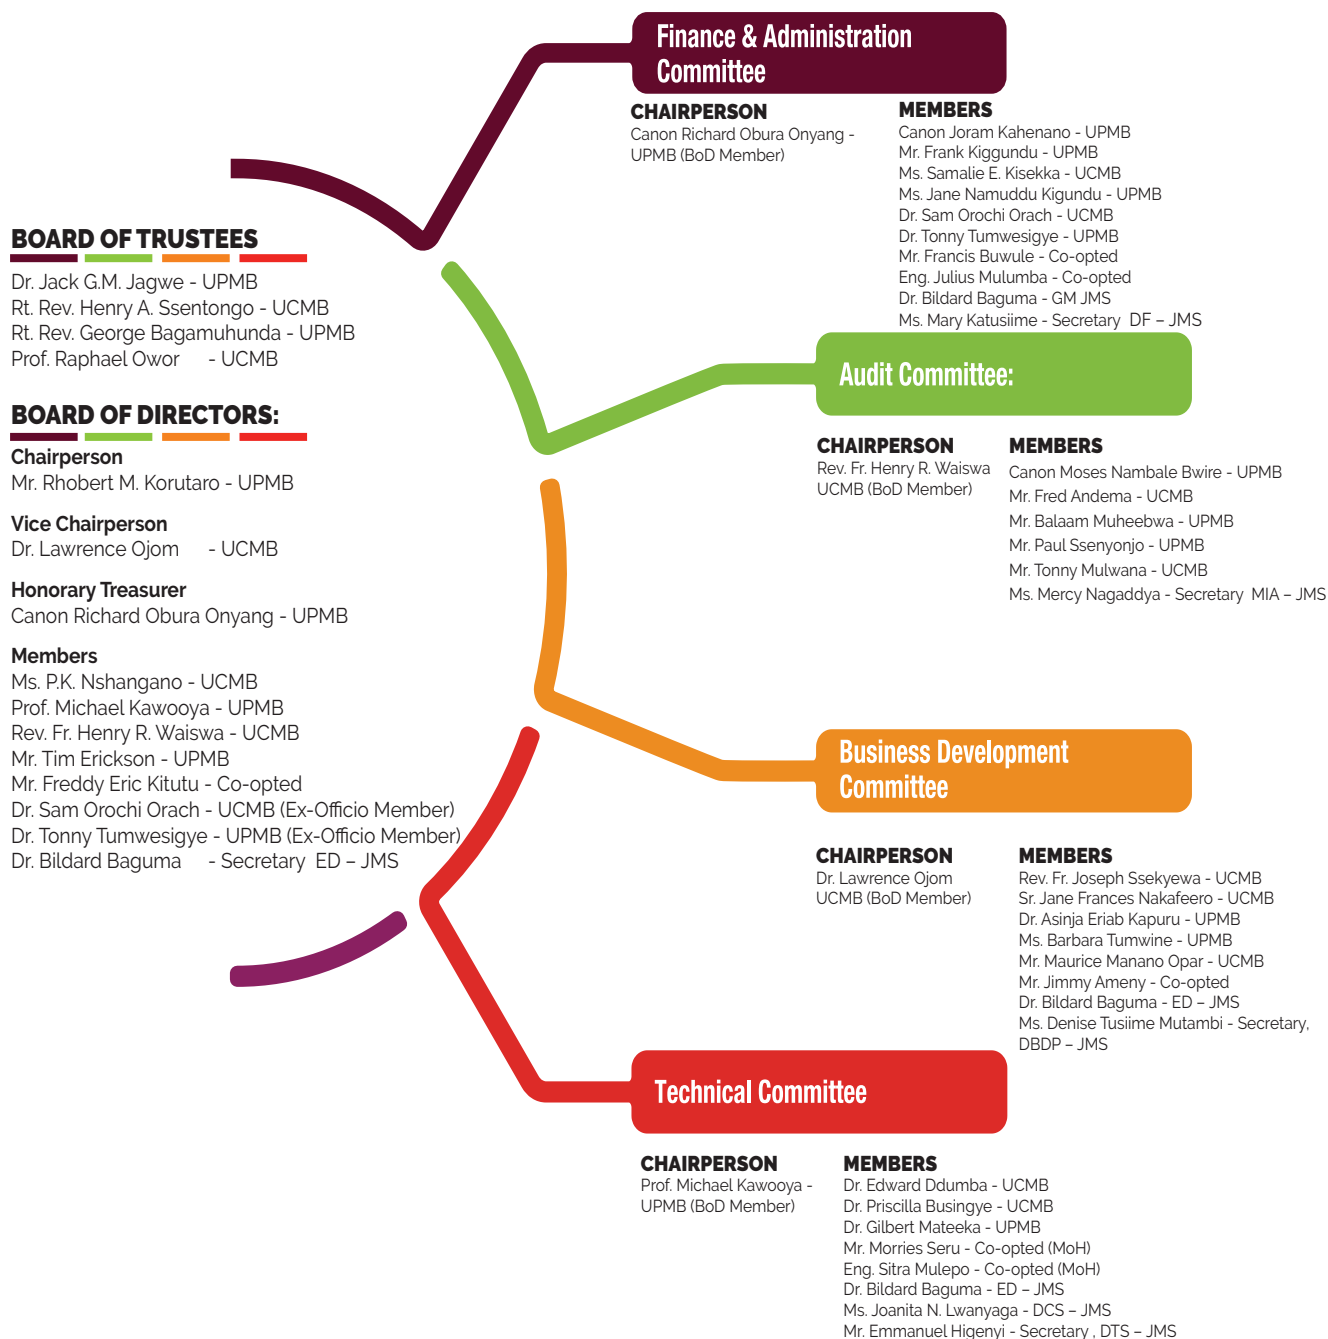 BOARD OF TRUSTEES
Dr. Jack G.M. Jagwe - UPMB
Rt. Rev. Henry A. Ssentongo - UCMB
Rt. Rev. George Bagamuhunda - UPMB
Prof. Raphael Owor - UCMB
BOARD OF DIRECTORS:
Chairperson
Mr. Rhobert M. Korutaro - UPMB
Vice Chairperson
Dr. Lawrence Ojom - UCMB
Honorary Treasurer
Canon Richard Obura Onyang - UPMB
Members
Ms. P.K. Nshangano - UCMB
Prof. Michael Kawooya - UPMB
Rev. Fr. Henry R. Waiswa - UCMB
Mr. Tim Erickson - UPMB
Mr. Freddy Eric Kitutu - Co-opted
Dr. Sam Orochi Orach - UCMB (Ex-Officio Member)
Dr. Tonny Tumwesigye - UPMB (Ex-Officio Member)
Dr. Bildard Baguma - Secretary ED – JMS
Finance & Administration
Committee
CHAIRPERSON
Canon Richard Obura Onyang -
UPMB (BoD Member)
MEMBERS
Canon Joram Kahenano - UPMB
Mr. Frank Kiggundu - UPMB
Ms. Samalie E. Kisekka - UCMB
Ms. Jane Namuddu Kigundu - UPMB
Dr. Sam Orochi Orach - UCMB
Dr. Tonny Tumwesigye - UPMB
Mr. Francis Buwule - Co-opted
Eng. Julius Mulumba - Co-opted
Dr. Bildard Baguma - GM JMS
Ms. Mary Katusiime - Secretary DF – JMS
Audit Committee:
CHAIRPERSON
Rev. Fr. Henry R. Waiswa
UCMB (BoD Member)
MEMBERS
Canon Moses Nambale Bwire - UPMB
Mr. Fred Andema - UCMB
Mr. Balaam Muheebwa - UPMB
Mr. Paul Ssenyonjo - UPMB
Mr. Tonny Mulwana - UCMB
Ms. Mercy Nagaddya - Secretary MIA – JMS
Business Development
Committee
CHAIRPERSON
Dr. Lawrence Ojom
UCMB (BoD Member)
MEMBERS
Rev. Fr. Joseph Ssekyewa - UCMB
Sr. Jane Frances Nakafeero - UCMB
Dr. Asinja Eriab Kapuru - UPMB
Ms. Barbara Tumwine - UPMB
Mr. Maurice Manano Opar - UCMB
Mr. Jimmy Ameny - Co-opted
Dr. Bildard Baguma - ED – JMS
Ms. Denise Tusiime Mutambi - Secretary,
DBDP – JMS
Technical Committee
CHAIRPERSON
Prof. Michael Kawooya -
UPMB (BoD Member)
MEMBERS
Dr. Edward Ddumba - UCMB
Dr. Priscilla Busingye - UCMB
Dr. Gilbert Mateeka - UPMB
Mr. Morries Seru - Co-opted (MoH)
Eng. Sitra Mulepo - Co-opted (MoH)
Dr. Bildard Baguma - ED – JMS
Ms. Joanita N. Lwanyaga - DCS – JMS
Mr. Emmanuel Higenyi - Secretary , DTS – JMS